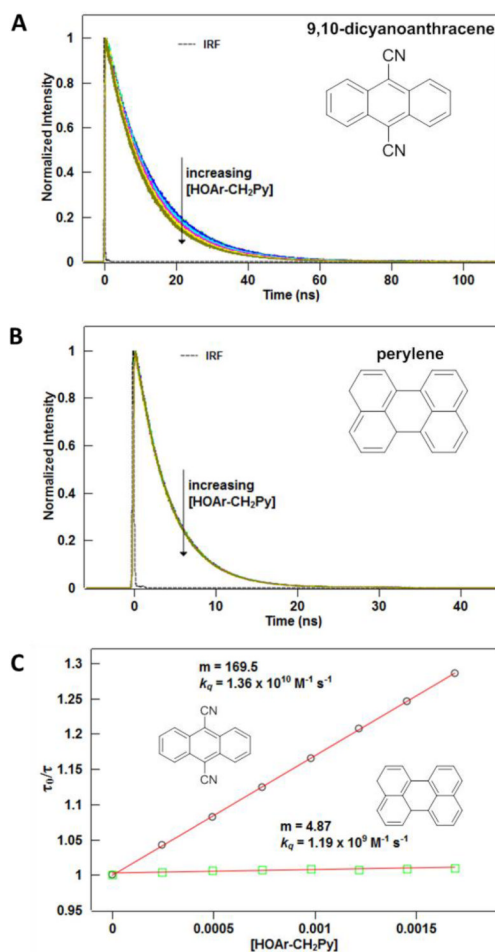 A
9,10-dicyanoanthracene
IRF
CN
CN
increasing
[HOAr-CH2Py]
Normalized Intensity
1
0.8
0.6
0.4
0.2
0
0 20 40 60 80 100
Time (ns)
B
perylene
IRF
increasing
[HOAr-CH2Py]
Normalized Intensity
1
0.8
0.6
0.4
0.2
0
0 10 20 30 40
Time (ns)
C
m = 169.5
kq = 1.36 x 10^10 M^-1 s^-1
CN
CN
m = 4.87
kq = 1.19 x 10^9 M^-1 s^-1
τ0/τ
1.3
1.25
1.2
1.15
1.1
1.05
1
0.95
0 0.0005 0.001 0.0015
[HOAr-CH2Py]